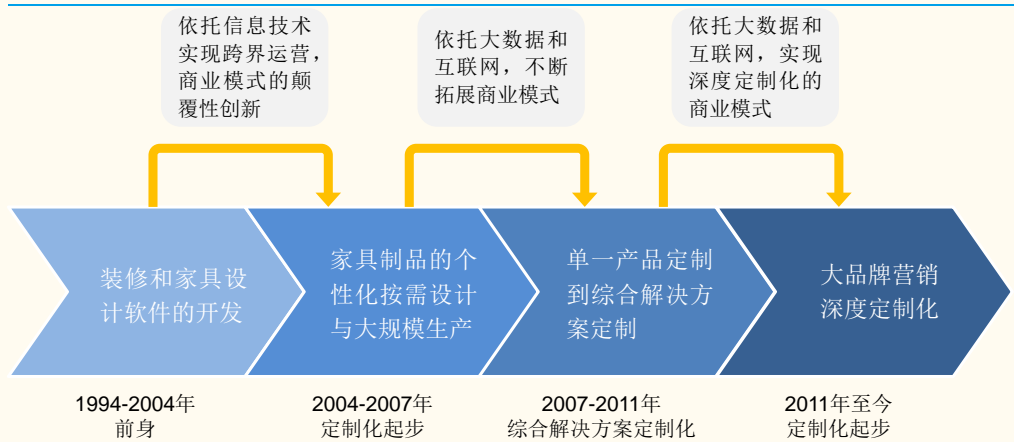 依托信息技术
实现跨界运营，
商业模式的颠
覆性创新
依托大数据和
互联网，不断
拓展商业模式
依托大数据和
互联网，实现
深度定制化的
商业模式
装修和家具设
计软件的开发
家具制品的个
性化按需设计
与大规模生产
单一产品定制
到综合解决方
案定制
大品牌营销
深度定制化
1994-2004年
前身
2004-2007年
定制化起步
2007-2011年
综合解决方案定制化
2011年至今
定制化起步